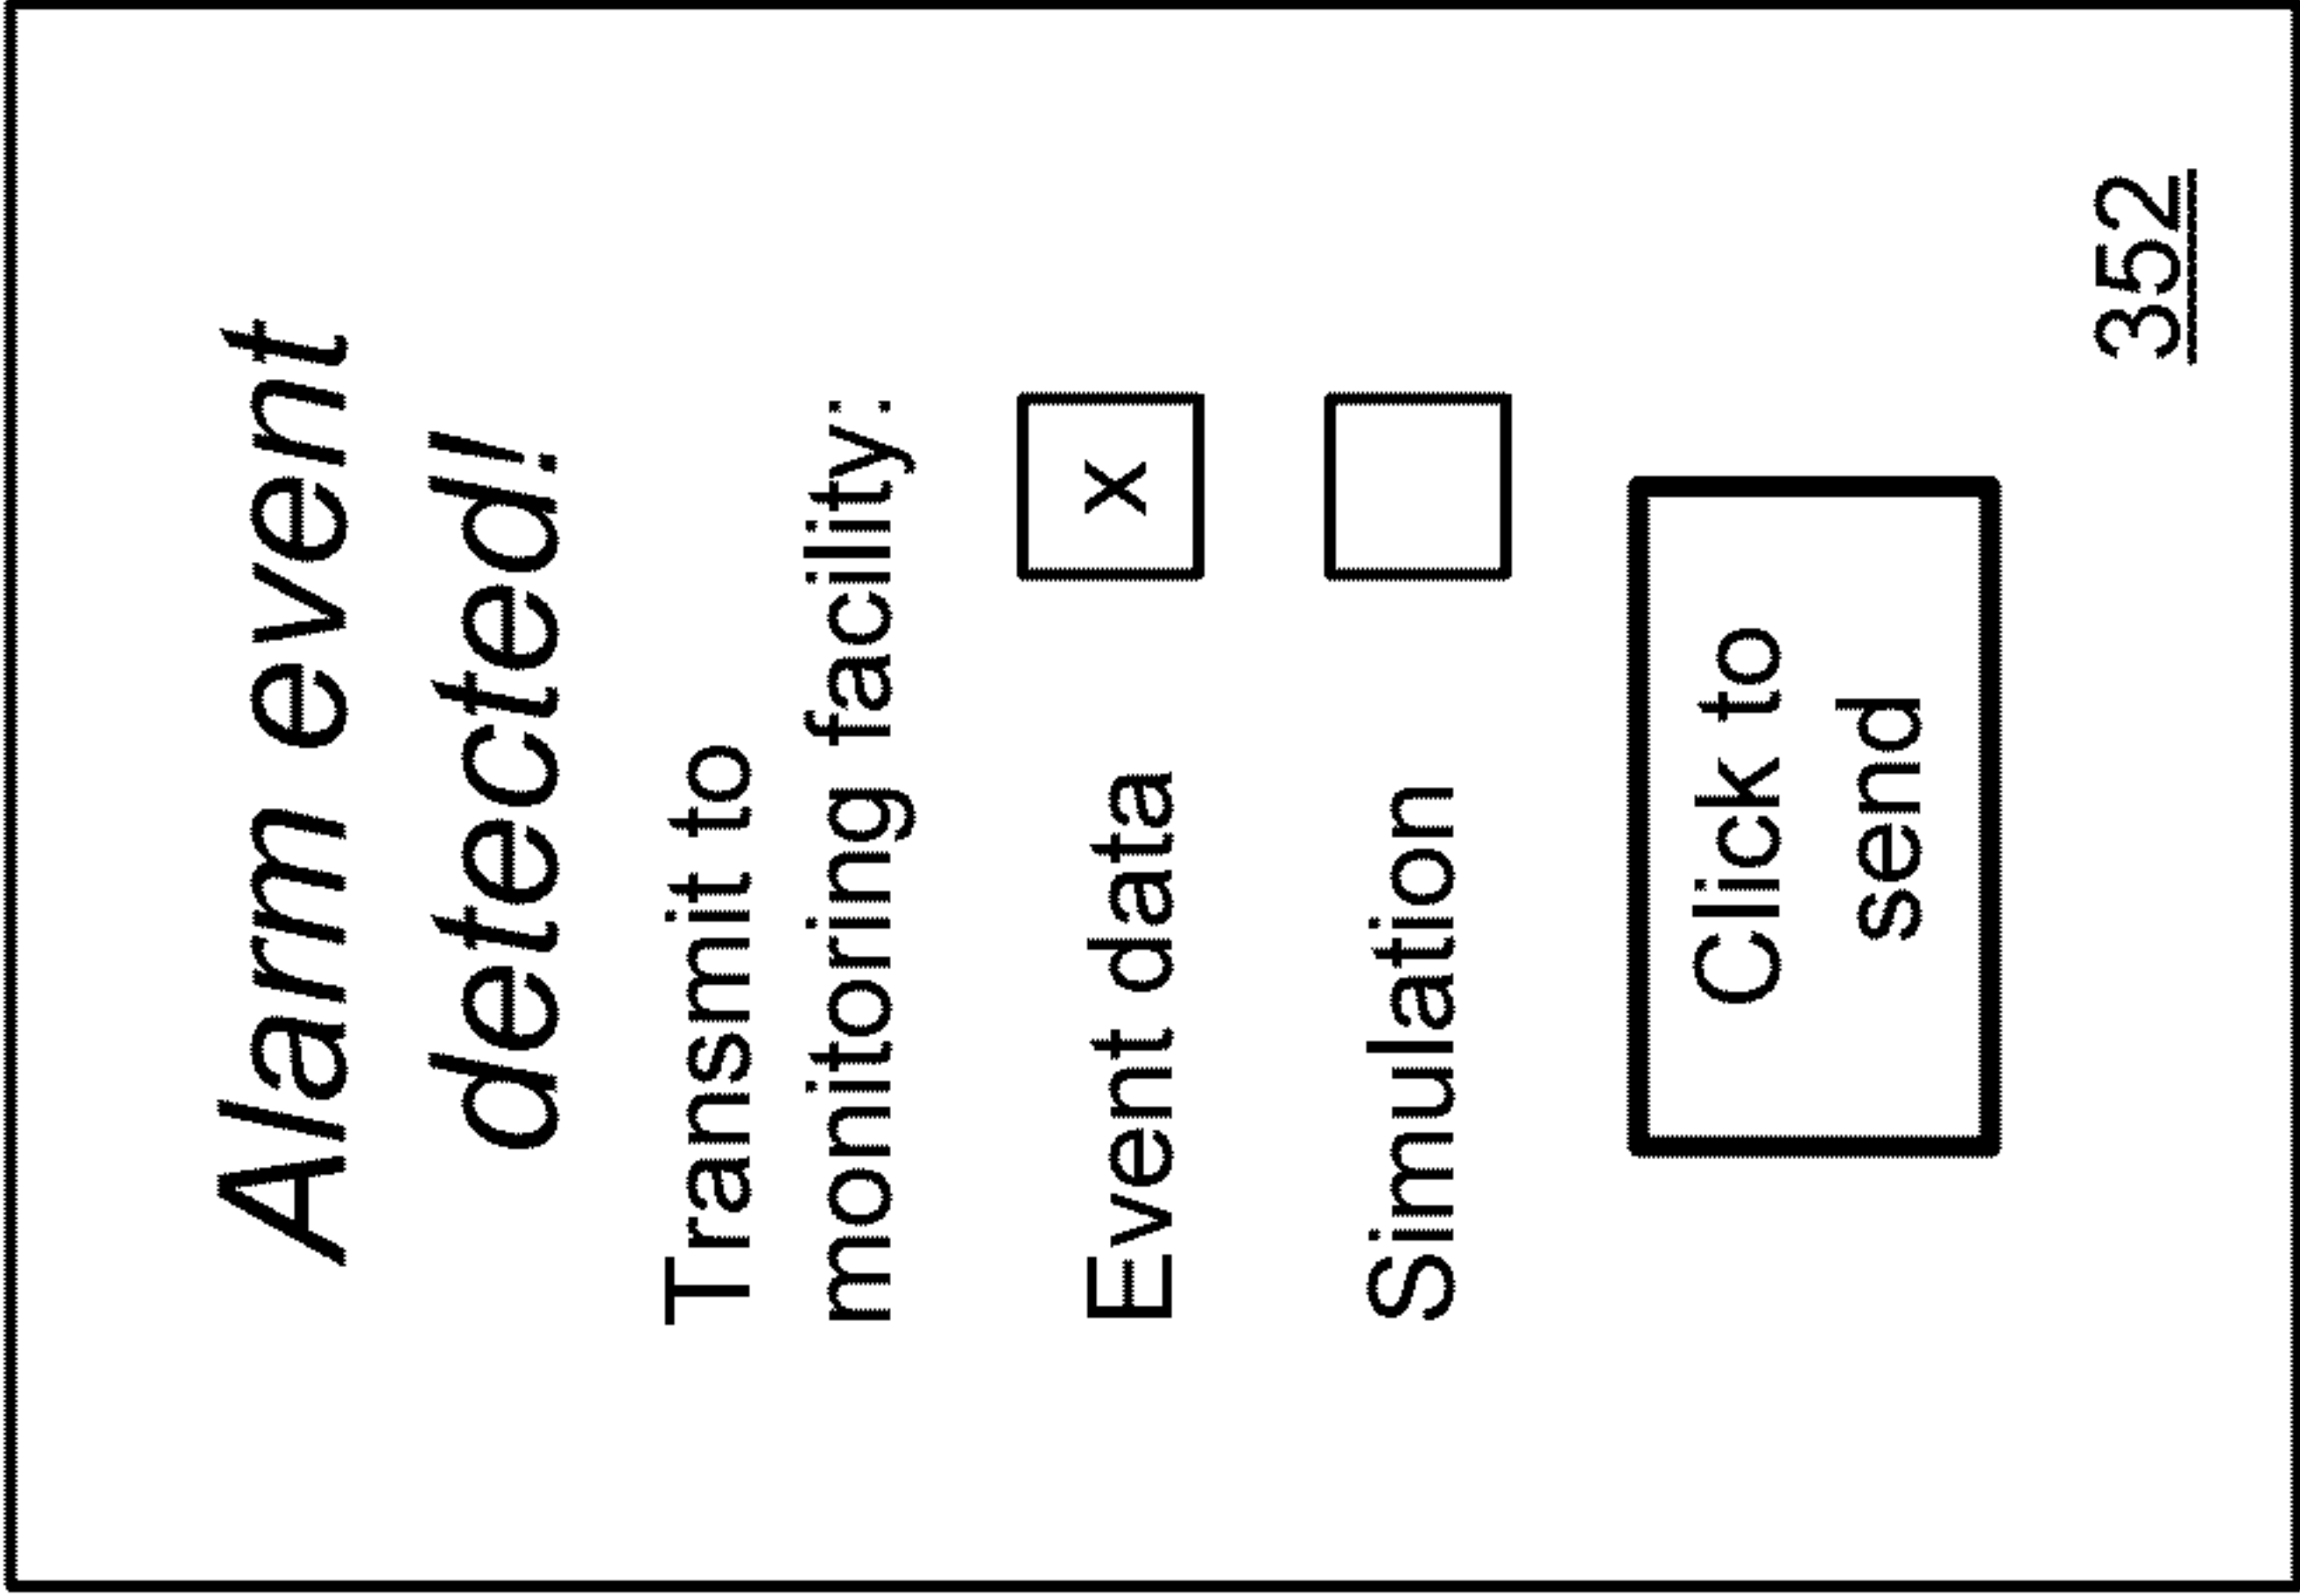 Alarm event
detected!
Transmit to
monitoring facility:
Event data x
Simulation
Click to
send
352